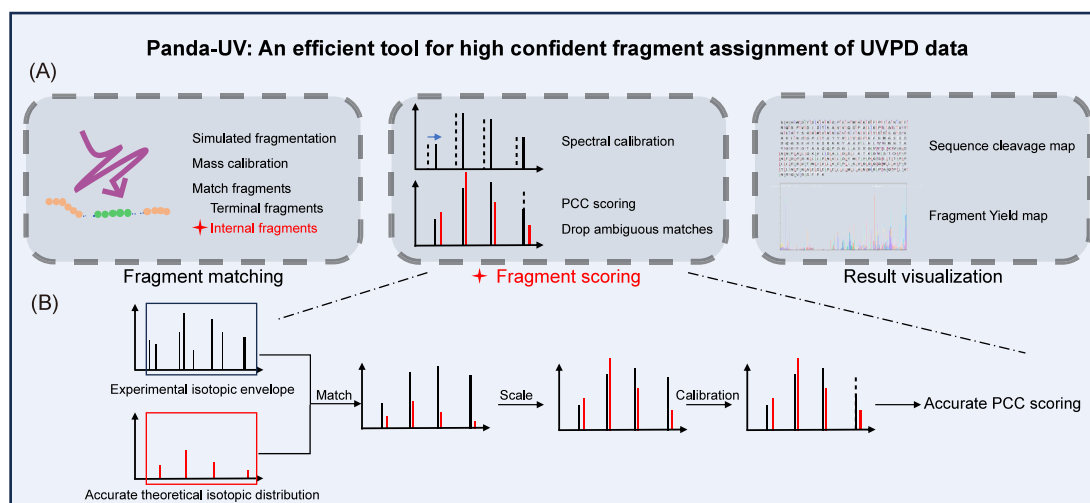 Panda-UV: An efficient tool for high confident fragment assignment of UVPD data
(A)
Simulated fragmentation
Mass calibration
Match fragments
Terminal fragments
Internal fragments
Fragment matching
Spectral calibration
PCC scoring
Drop ambiguous matches
Fragment scoring
Sequence cleavage map
Fragment Yield map
Result visualization
(B)
Experimental isotopic envelope
Accurate theoretical isotopic distribution
Match
Scale
Calibration
Accurate PCC scoring